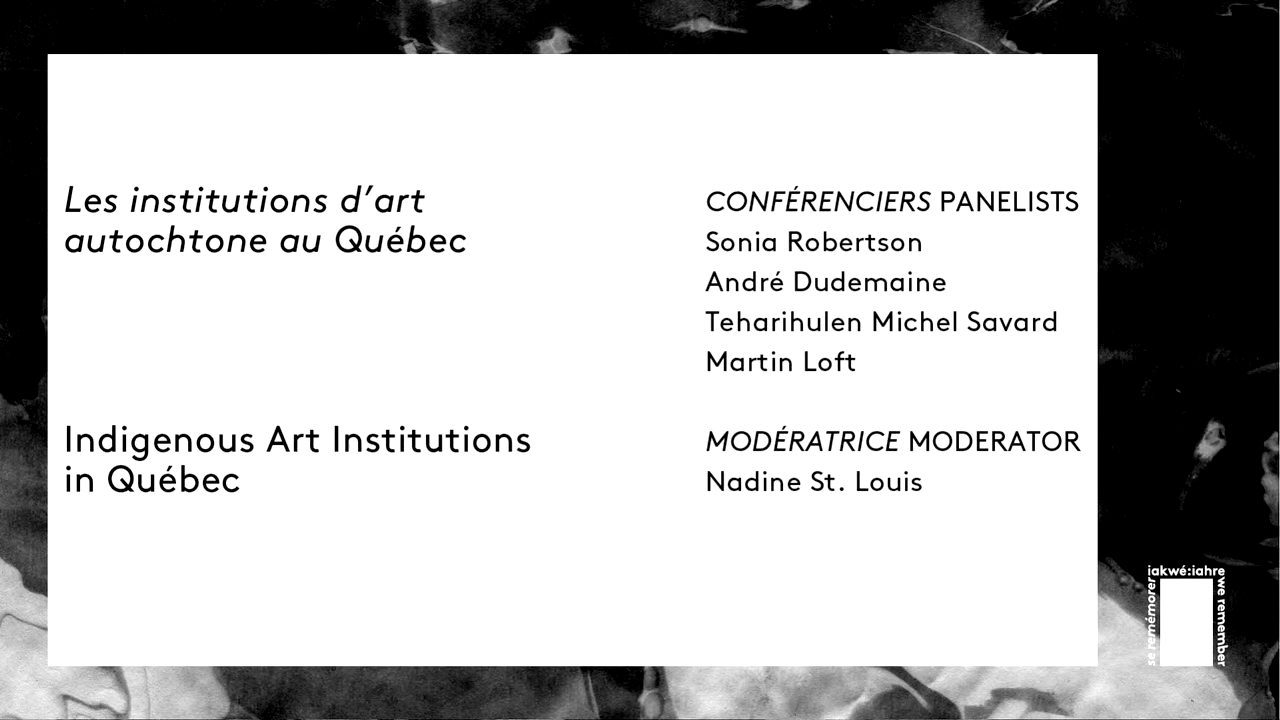 Les institutions d’art
autochtone au Québec
Indigenous Art Institutions
in Québec
CONFÉRENCIERS PANELISTS
Sonia Robertson
André Dudemaine
Teharihulen Michel Savard
Martin Loft
MODÉRATRICE MODERATOR
Nadine St. Louis
iakwé:iahre
se remémorer
we remember